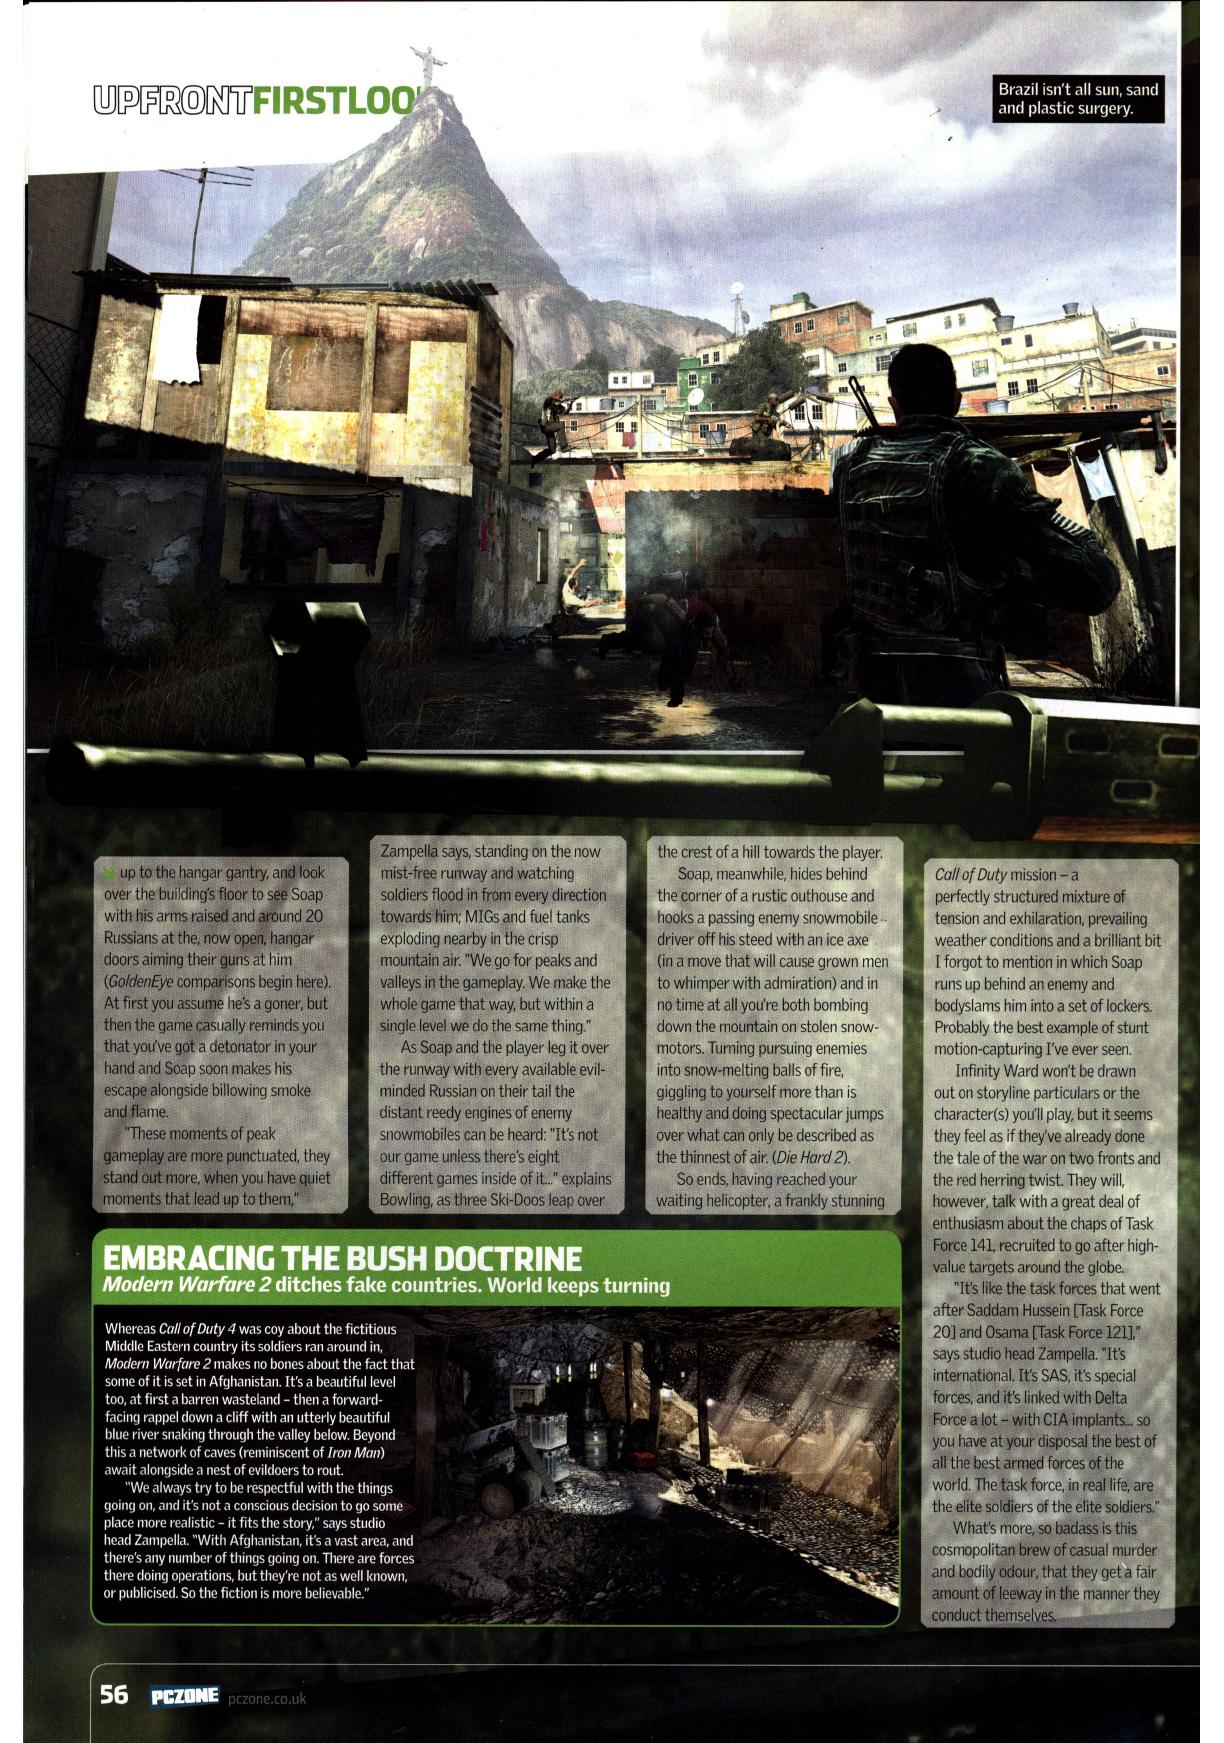 UPFRONTFIRSTLOO
Brazil isn't all sun, sand
and plastic surgery.
up to the hangar gantry, and look
over the building's floor to see Soap
with his arms raised and around 20
Russians at the, now open, hangar
doors aiming their guns at him
(GoldenEye comparisons begin here).
At first you assume he's a goner, but
then the game casually reminds you
that you've got a detonator in your
hand and Soap soon makes his
escape alongside billowing smoke
and flame.
"These moments of peak
gameplay are more punctuated, they
stand out more, when you have quiet
moments that lead up to them,"
Zampella says, standing on the now
mist-free runway and watching
soldiers flood in from every direction
towards him; MIGs and fuel tanks
exploding nearby in the crisp
mountain air. "We go for peaks and
valleys in the gameplay. We make the
whole game that way, but within a
single level we do the same thing."
As Soap and the player leg it over
the runway with every available evil-
minded Russian on their tail the
distant reedy engines of enemy
snowmobiles can be heard: "It's not
our game unless there's eight
different games inside of it..." explains
Bowling, as three Ski-Doos leap over
the crest of a hill towards the player.
Soap, meanwhile, hides behind
the corner of a rustic outhouse and
hooks a passing enemy snowmobile-
driver off his steed with an ice axe
(in a move that will cause grown men
to whimper with admiration) and in
no time at all you're both bombing
down the mountain on stolen snow-
motors. Turning pursuing enemies
into snow-melting balls of fire,
giggling to yourself more than is
healthy and doing spectacular jumps
over what can only be described as
the thinnest of air. (Die Hard 2).
So ends, having reached your
waiting helicopter, a frankly stunning
Call of Duty mission – a
perfectly structured mixture of
tension and exhilaration, prevailing
weather conditions and a brilliant bit
I forgot to mention in which Soap
runs up behind an enemy and
bodyslams him into a set of lockers.
Probably the best example of stunt
motion-capturing I've ever seen.
Infinity Ward won't be drawn
out on storyline particulars or the
character(s) you'll play, but it seems
they feel as if they've already done
the tale of the war on two fronts and
the red herring twist. They will,
however, talk with a great deal of
enthusiasm about the chaps of Task
Force 141, recruited to go after high-
value targets around the globe.
"It's like the task forces that went
after Saddam Hussein [Task Force
20] and Osama [Task Force 121],"
says studio head Zampella. "It's
international. It's SAS, it's special
forces, and it's linked with Delta
Force a lot – with CIA implants... so
you have at your disposal the best of
all the best armed forces of the
world. The task force, in real life, are
the elite soldiers of the elite soldiers."
What's more, so badass is this
cosmopolitan brew of casual murder
and bodily odour, that they get a fair
amount of leeway in the manner they
conduct themselves.
EMBRACING THE BUSH DOCTRINE
Modern Warfare 2 ditches fake countries. World keeps turning
Whereas Call of Duty 4 was coy about the fictitious
Middle Eastern country its soldiers ran around in,
Modern Warfare 2 makes no bones about the fact that
some of it is set in Afghanistan. It's a beautiful level
too, at first a barren wasteland – then a forward-
facing rappel down a cliff with an utterly beautiful
blue river snaking through the valley below. Beyond
this a network of caves (reminiscent of Iron Man)
await alongside a nest of evildoers to rout.
"We always try to be respectful with the things
going on, and it's not a conscious decision to go some
place more realistic – it fits the story," says studio
head Zampella. "With Afghanistan, it's a vast area, and
there's any number of things going on. There are forces
there doing operations, but they're not as well known,
or publicised. So the fiction is more believable."
56 PCZONE pczone.co.uk